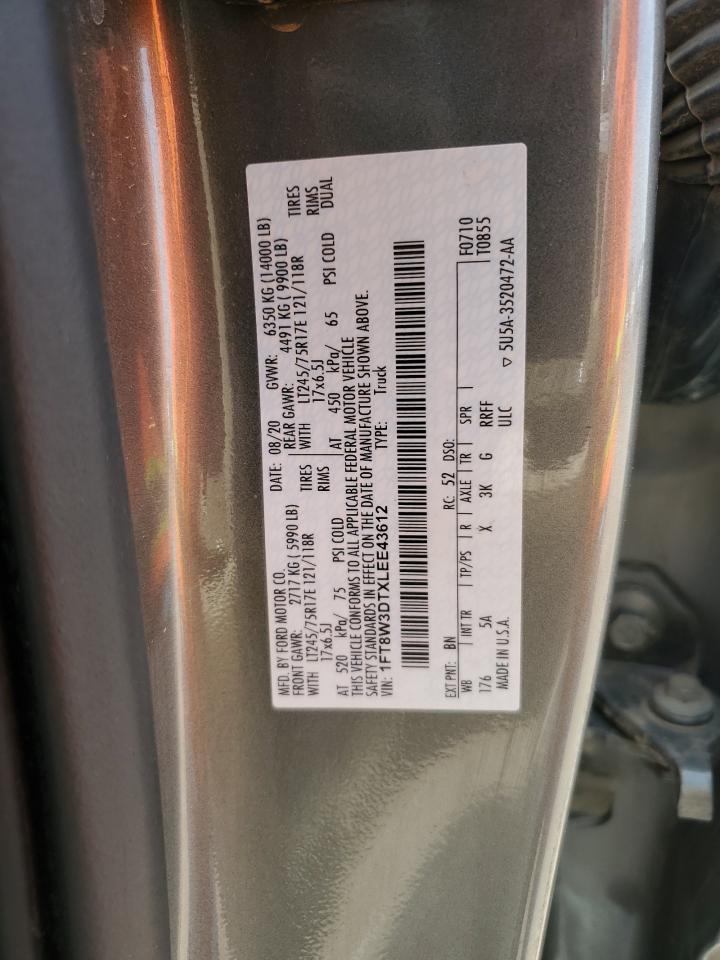 MFD. BY FORD MOTOR CO.
DATE: 08/20 GVWR: 6350 KG (14000 LB)
FRONT GAWR: 2717 KG ( 5990 LB) REAR GAWR: 4491 KG ( 9900 LB)
WITH LT245/75R17E 121/118R TIRES WITH LT245/75R17E 121/118R TIRES
17x6.5J RIMS 17x6.5J RIMS
AT 520 kPa/ 75 PSI COLD AT 450 kPa/ 65 PSI COLD DUAL
THIS VEHICLE CONFORMS TO ALL APPLICABLE FEDERAL MOTOR VEHICLE
SAFETY STANDARDS IN EFFECT ON THE DATE OF MANUFACTURE SHOWN ABOVE.
VIN: 1FT8W3DTXLEE43612 TYPE: Truck
EXT PNT: BN RC: 52 DSO: F0710
WB INT TR TP/PS R AXLE TR SPR T0855
176 5A X 3K G RRFF
MADE IN U.S.A. ULC ▽ 5U5A-3520472-AA